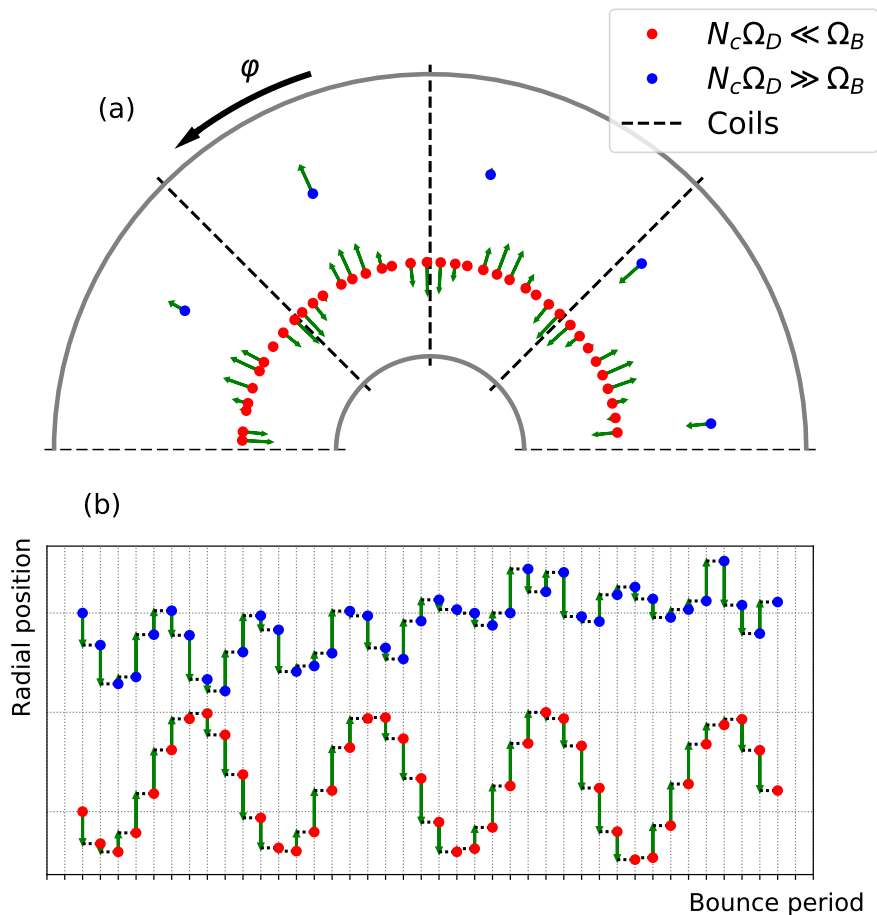 N_cΩ_D ≪ Ω_B
N_cΩ_D ≫ Ω_B
Coils
φ
(a)
(b)
Radial position
Bounce period